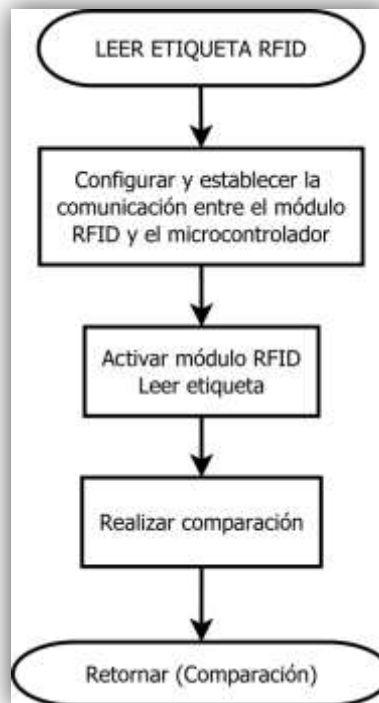 LEER ETIQUETA RFID
Configurar y establecer la
comunicación entre el módulo
RFID y el microcontrolador
Activar módulo RFID
Leer etiqueta
Realizar comparación
Retornar (Comparación)